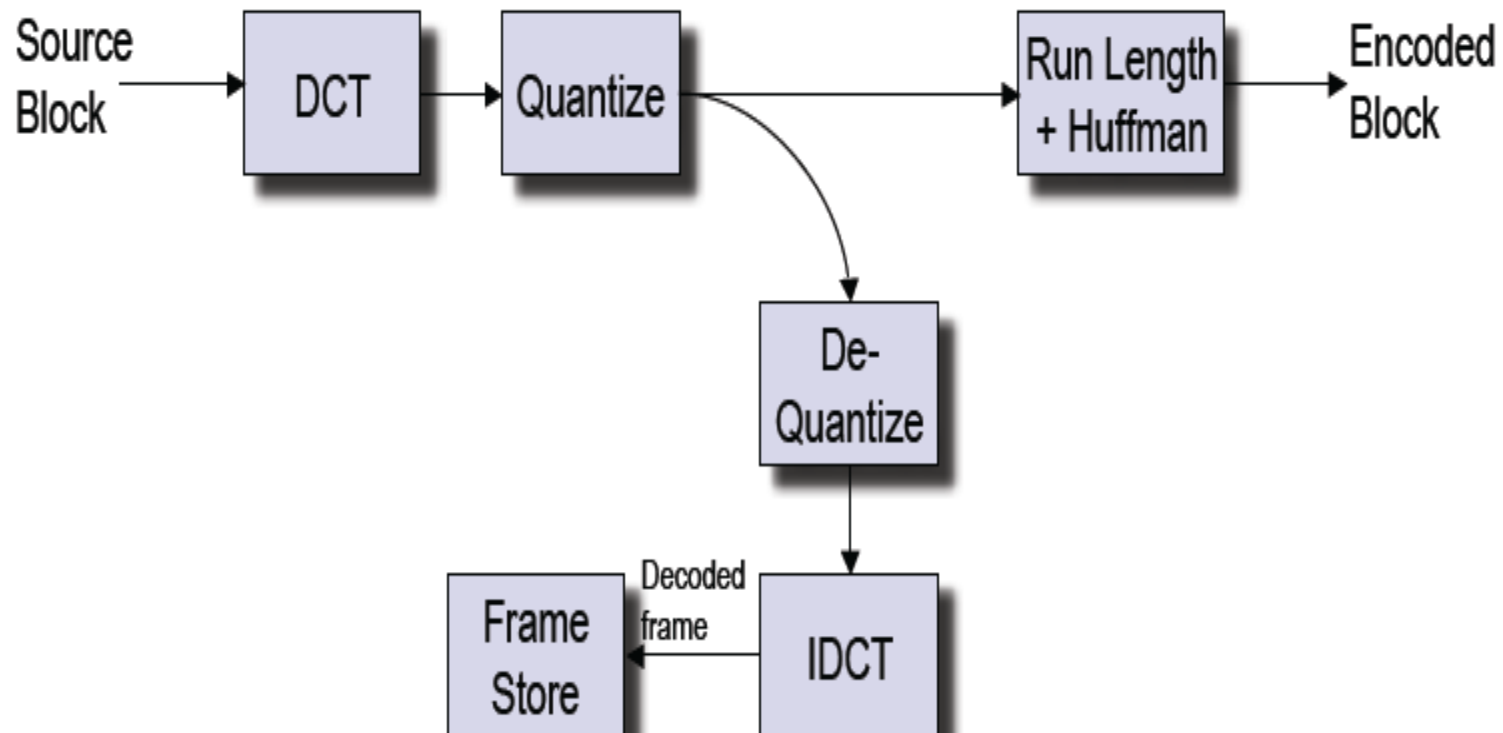 Source
Block
DCT
Quantize
Run Length
+ Huffman
Encoded
Block
De-
Quantize
Decoded
frame
IDCT
Frame
Store